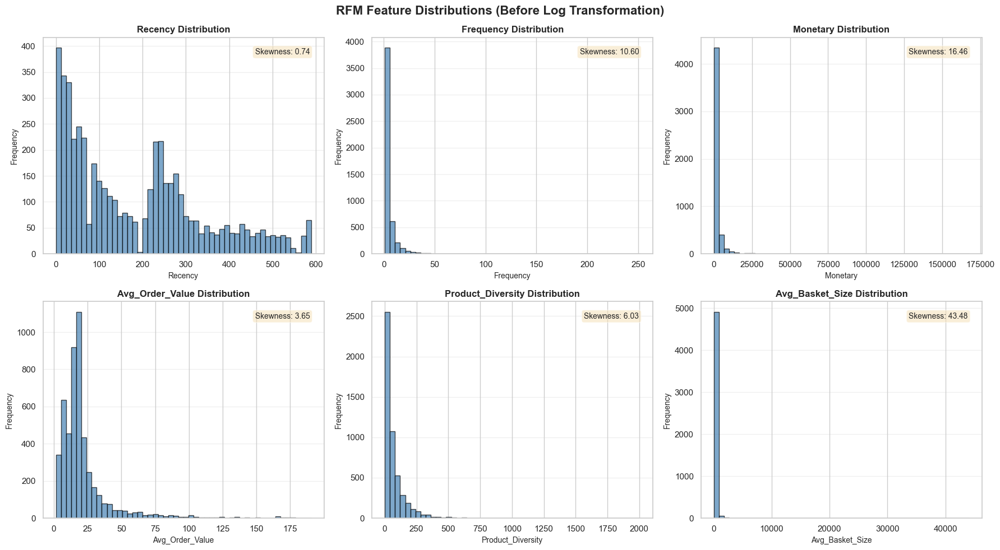 RFM Feature Distributions (Before Log Transformation)
Recency Distribution
Skewness: 0.74
Frequency
400
350
300
250
200
150
100
50
0
0 100 200 300 400 500 600
Recency
Frequency Distribution
Skewness: 10.60
Frequency
4000
3500
3000
2500
2000
1500
1000
500
0
0 50 100 150 200 250
Frequency
Monetary Distribution
Skewness: 16.46
Frequency
4000
3000
2000
1000
0
0 25000 50000 75000 100000 125000 150000 175000
Monetary
Avg_Order_Value Distribution
Skewness: 3.65
Frequency
1000
800
600
400
200
0
0 25 50 75 100 125 150 175
Avg_Order_Value
Product_Diversity Distribution
Skewness: 6.03
Frequency
2500
2000
1500
1000
500
0
0 250 500 750 1000 1250 1500 1750 2000
Product_Diversity
Avg_Basket_Size Distribution
Skewness: 43.48
Frequency
5000
4000
3000
2000
1000
0
0 10000 20000 30000 40000
Avg_Basket_Size